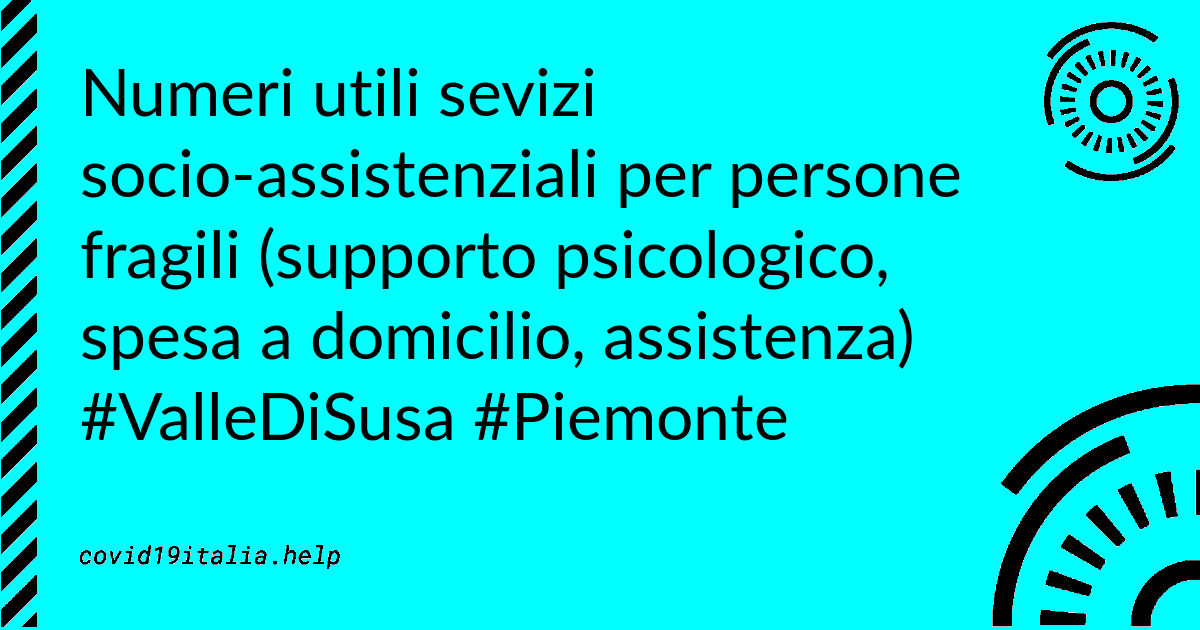 Numeri utili sevizi
socio-assistenziali per persone
fragili (supporto psicologico,
spesa a domicilio, assistenza)
#ValleDiSusa #Piemonte
covid19italia.help